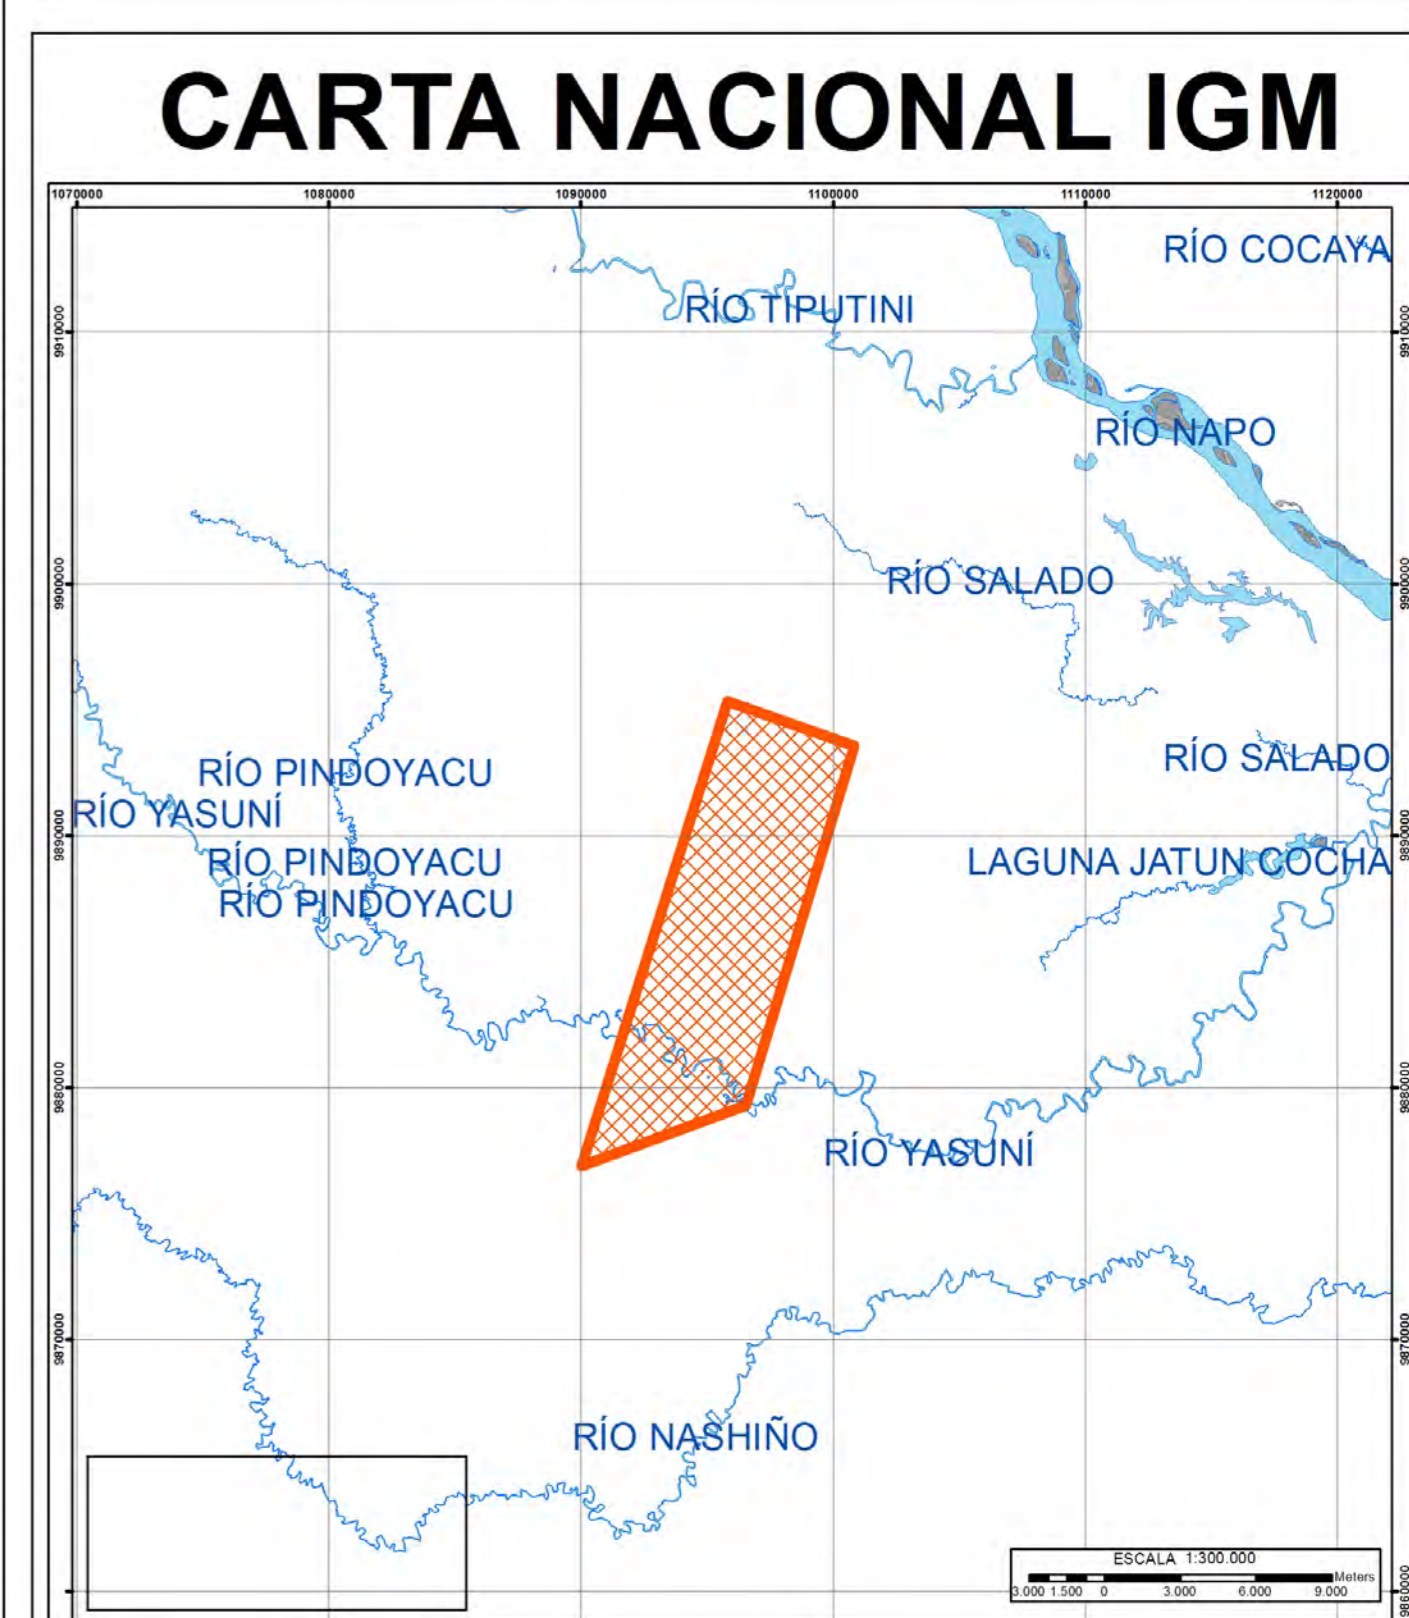 CARTA NACIONAL IGM
1070000 1080000 1090000 1100000 1110000 1120000
RÍO COCAYA
RÍO TIPUTINI
9910000 9910000
RÍO NAPO
RÍO SALADO
9900000 9900000
RÍO SALADO
RÍO PINDOYACU
RÍO YASUNÍ
9890000 9890000
RÍO PINDOYACU
LAGUNA JATUN COCHA
RÍO PINDOYACU
9880000 9880000
RÍO YASUNÍ
9870000 9870000
RÍO NASHIÑO
ESCALA 1:300.000
Meters
3.000 1.500 0 3.000 6.000 9.000
9860000